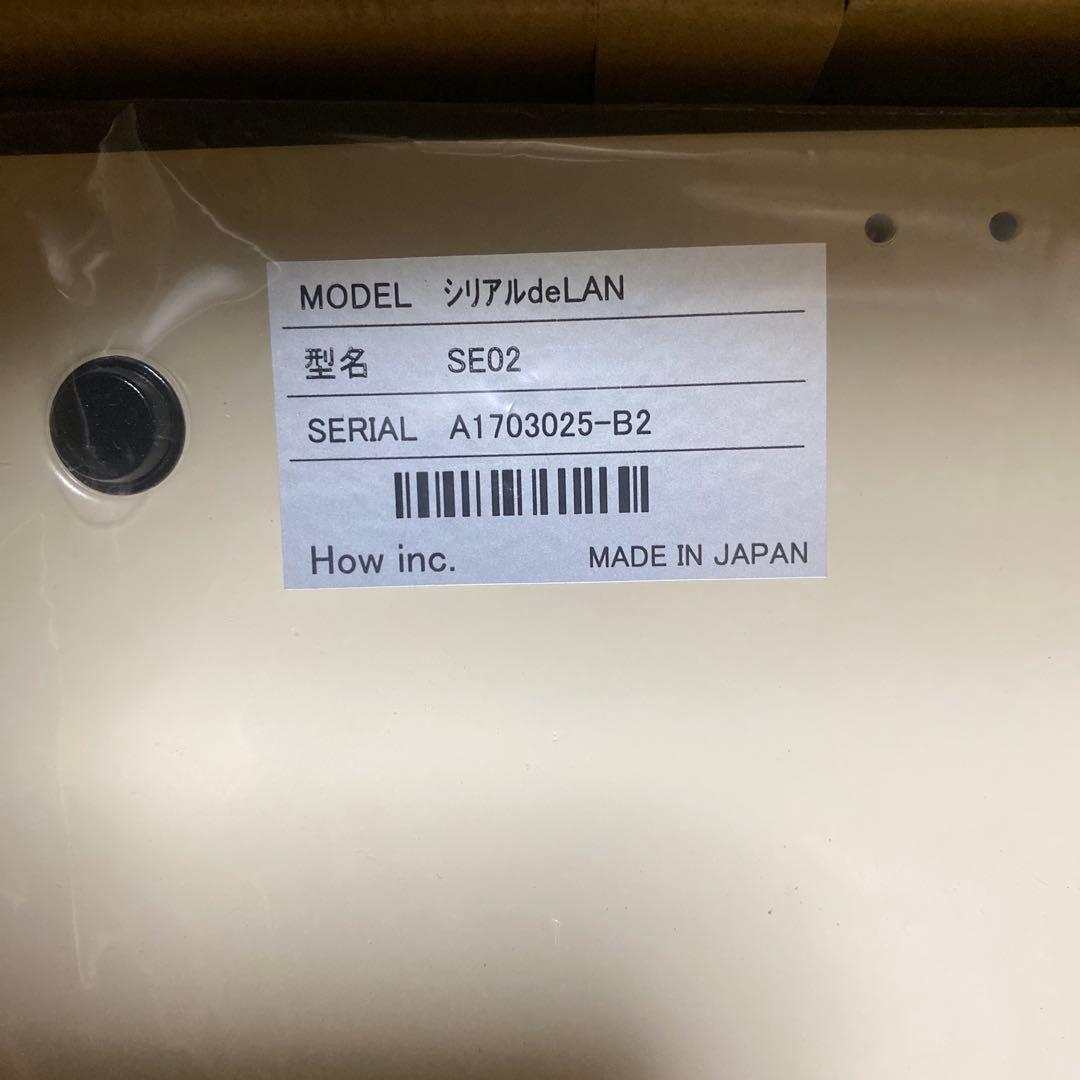 MODEL シリアルdeLAN
型名 SE02
SERIAL A1703025-B2
How inc. MADE IN JAPAN